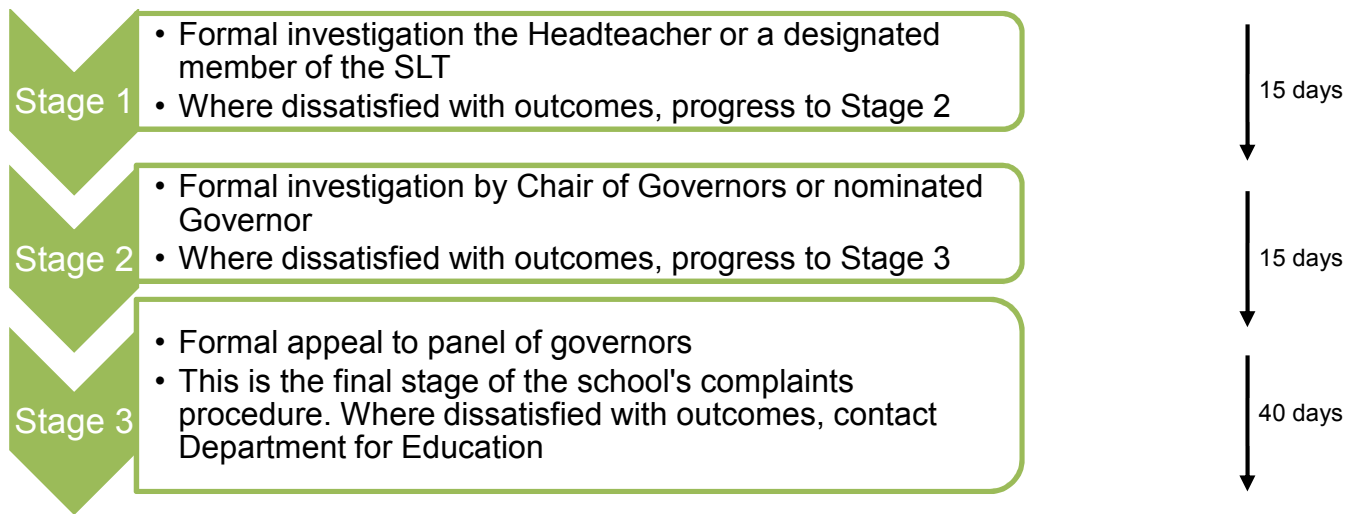 Stage 1
• Formal investigation the Headteacher or a designated
member of the SLT
• Where dissatisfied with outcomes, progress to Stage 2
15 days
Stage 2
• Formal investigation by Chair of Governors or nominated
Governor
• Where dissatisfied with outcomes, progress to Stage 3
15 days
Stage 3
• Formal appeal to panel of governors
• This is the final stage of the school's complaints
procedure. Where dissatisfied with outcomes, contact
Department for Education
40 days